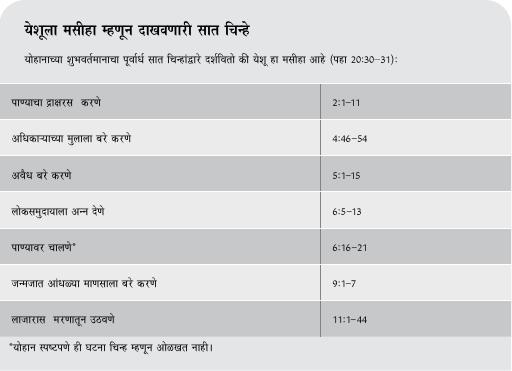 येशूला मसीहा म्हणून दाखवणारी सात चिन्हे
योहानाच्या शुभवर्तमानाचा पूर्वार्ध सात चिन्हांद्वारे दर्शवितो की येशू हा मसीहा आहे (पहा 20:30–31):
पाण्याचा द्राक्षरस करणे 2:1–11
अधिकाऱ्याच्या मुलाला बरे करणे 4:46–54
अवैध बरे करणे 5:1–15
लोकसमुदायाला अन्न देणे 6:5–13
पाण्यावर चालणे* 6:16–21
जन्मजात आंधळ्या माणसाला बरे करणे 9:1–7
लाजारास मरणातून उठवणे 11:1–44
*योहान स्पष्टपणे ही घटना चिन्ह म्हणून ओळखत नाही।